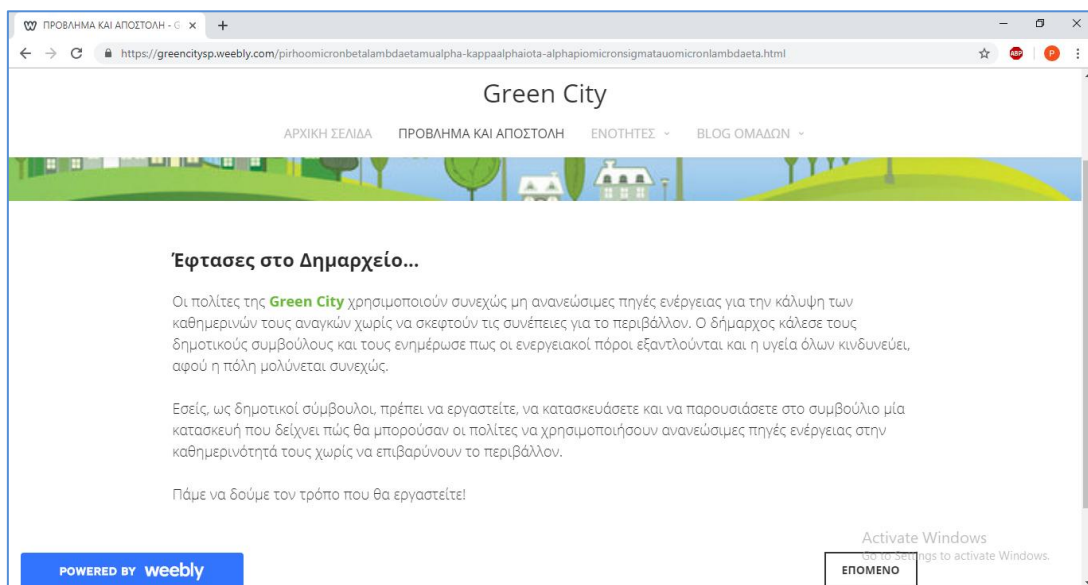 ΠΡΟΒΛΗΜΑ ΚΑΙ ΑΠΟΣΤΟΛΗ - G
https://greencitysp.weebly.com/pirhoomicronbetalambdaetamualpha-kappaalphaiota-alphapiomicronsigmatauomicronlambdaeta.html
ABP
P
Green City
ΑΡΧΙΚΗ ΣΕΛΙΔΑ ΠΡΟΒΛΗΜΑ ΚΑΙ ΑΠΟΣΤΟΛΗ ΕΝΟΤΗΤΕΣ BLOG ΟΜΑΔΩΝ
Έφτασες στο Δημαρχείο...
Οι πολίτες της Green City χρησιμοποιούν συνεχώς μη ανανεώσιμες πηγές ενέργειας για την κάλυψη των
καθημερινών τους αναγκών χωρίς να σκεφτούν τις συνέπειες για το περιβάλλον. Ο δήμαρχος κάλεσε τους
δημοτικούς συμβούλους και τους ενημέρωσε πως οι ενεργειακοί πόροι εξαντλούνται και η υγεία όλων κινδυνεύει,
αφού η πόλη μολύνεται συνεχώς.
Εσείς, ως δημοτικοί σύμβουλοι, πρέπει να εργαστείτε, να κατασκευάσετε και να παρουσιάσετε στο συμβούλιο μία
κατασκευή που δείχνει πώς θα μπορούσαν οι πολίτες να χρησιμοποιήσουν ανανεώσιμες πηγές ενέργειας στην
καθημερινότητά τους χωρίς να επιβαρύνουν το περιβάλλον.
Πάμε να δούμε τον τρόπο που θα εργαστείτε!
Activate Windows
Go to Settings to activate Windows.
POWERED BY weebly
ΕΠΟΜΕΝΟ